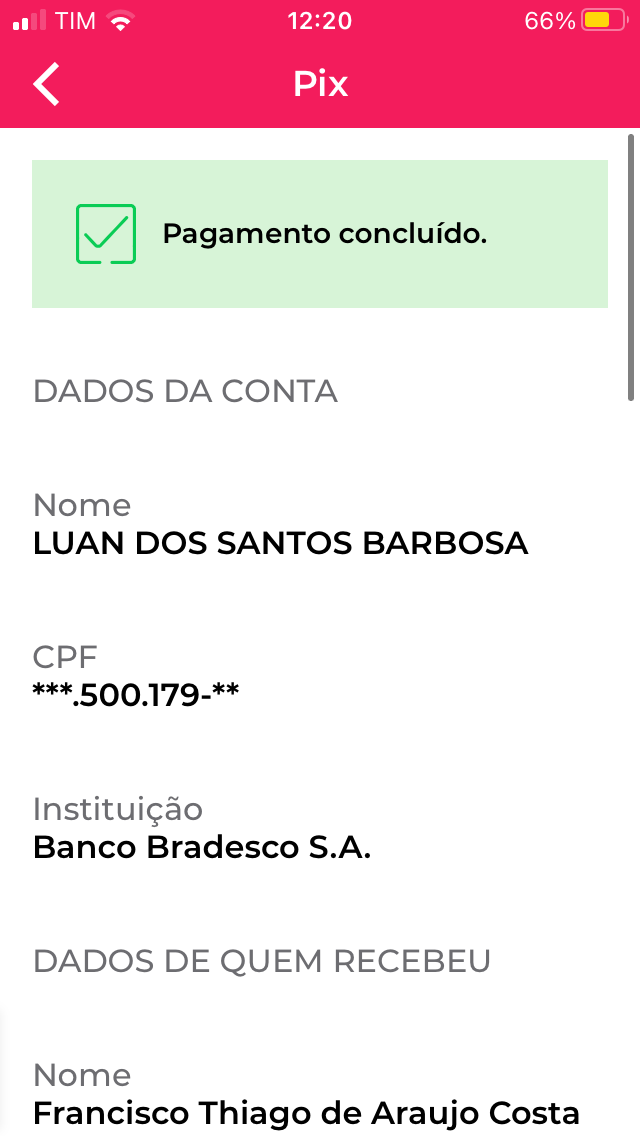 TIM 12:20 66%
Pix
Pagamento concluído.
DADOS DA CONTA
Nome
LUAN DOS SANTOS BARBOSA
CPF
***.500.179-**
Instituição
Banco Bradesco S.A.
DADOS DE QUEM RECEBEU
Nome
Francisco Thiago de Araujo Costa